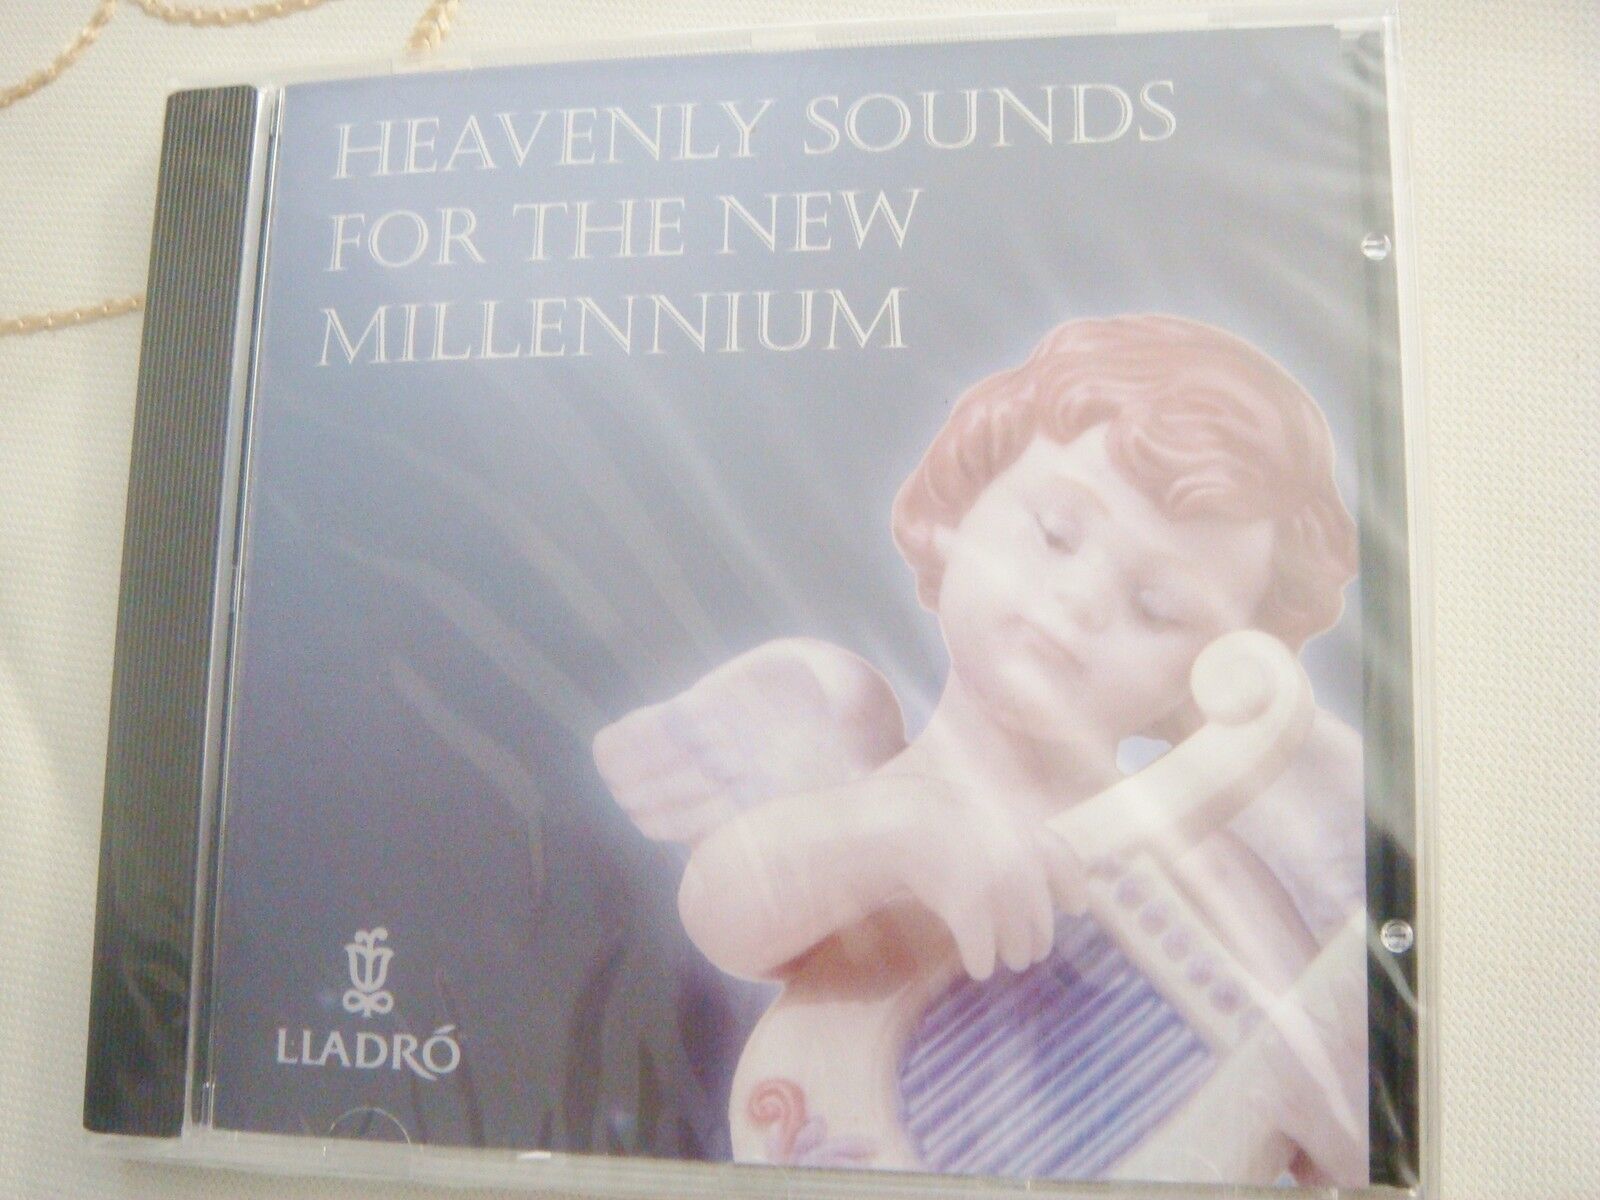 HEAVENLY SOUNDS
FOR THE NEW
MILLENNIUM
LLADRÓ